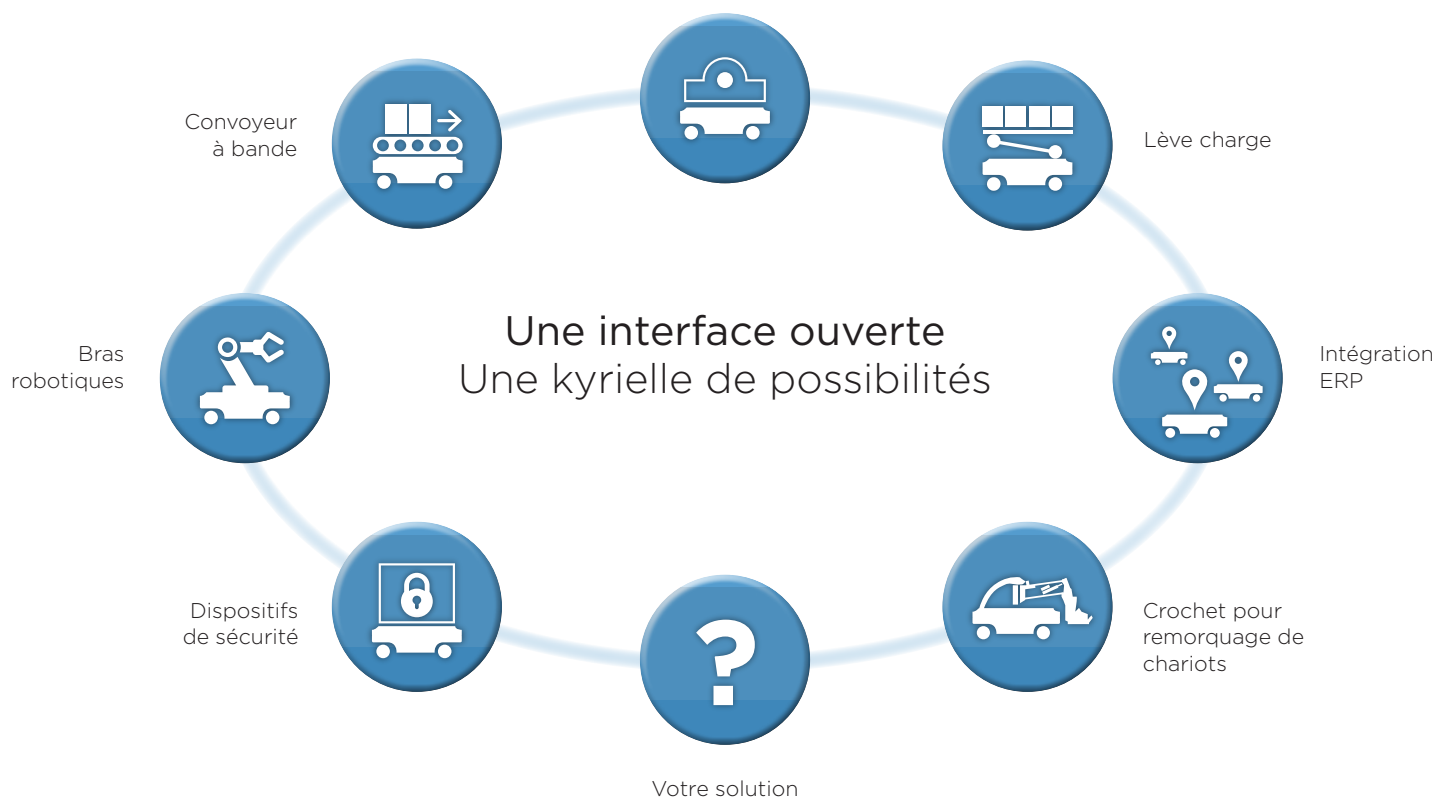 Convoyeur
à bande
Lève charge
Une interface ouverte
Une kyrielle de possibilités
Bras
robotiques
Intégration
ERP
Dispositifs
de sécurité
?
Crochet pour
remorquage de
chariots
Votre solution